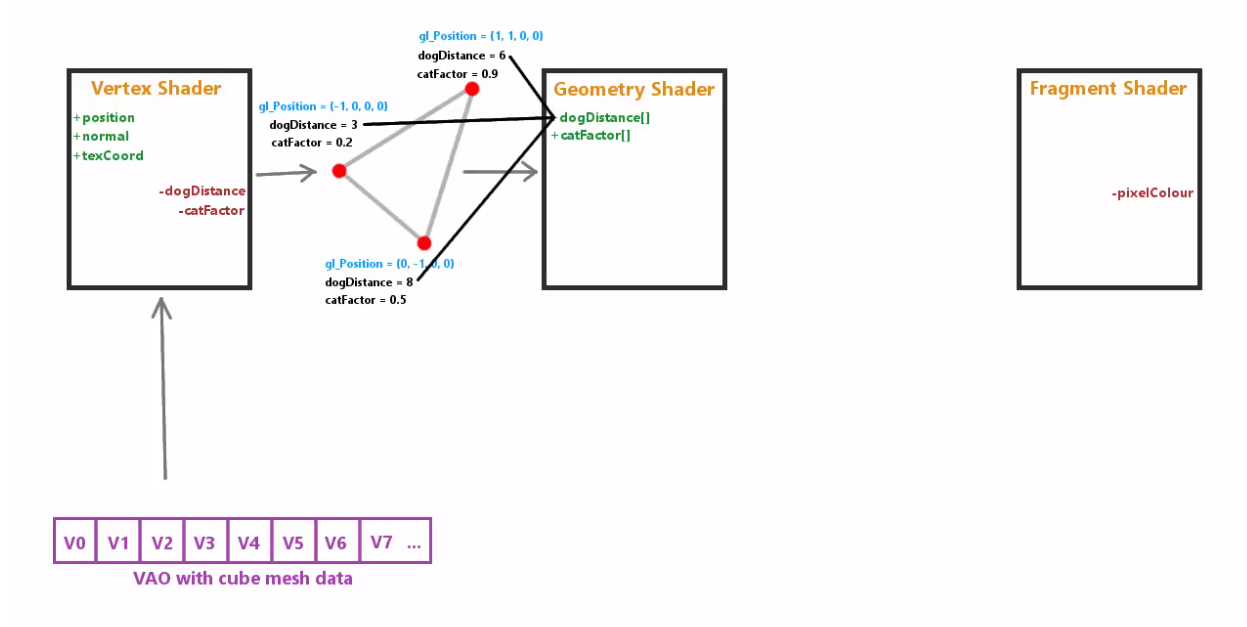 gl_Position = (1, 1, 0, 0)
dogDistance = 6
catFactor = 0.9
Vertex Shader
+position
+normal
+texCoord
-dogDistance
-catFactor
gl_Position = (-1, 0, 0, 0)
dogDistance = 3
catFactor = 0.2
gl_Position = (0, -1, 0, 0)
dogDistance = 8
catFactor = 0.5
Geometry Shader
dogDistance[]
+catFactor[]
Fragment Shader
-pixelColour
V0 V1 V2 V3 V4 V5 V6 V7 ...
VAO with cube mesh data